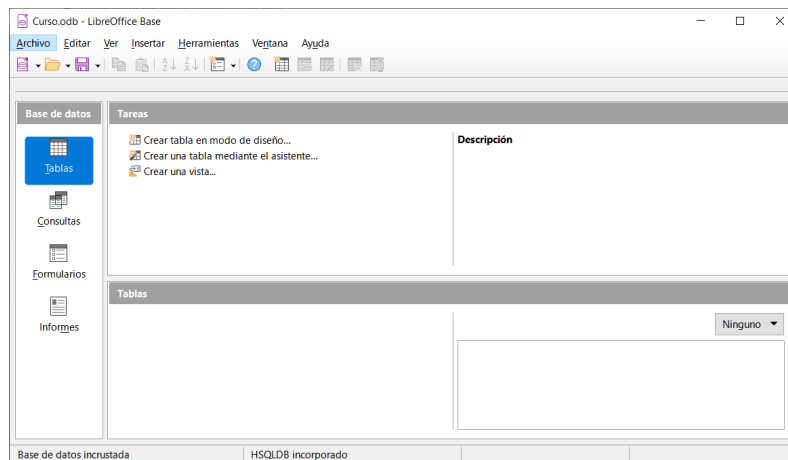 Curso.odb - LibreOffice Base
Archivo Editar Ver Insertar Herramientas Ventana Ayuda
Base de datos
Tablas
Consultas
Formularios
Informes
Tareas
Crear tabla en modo de diseño...
Crear una tabla mediante el asistente...
Crear una vista...
Descripción
Tablas
Ninguno
Base de datos incrustada
HSQLDB incorporado